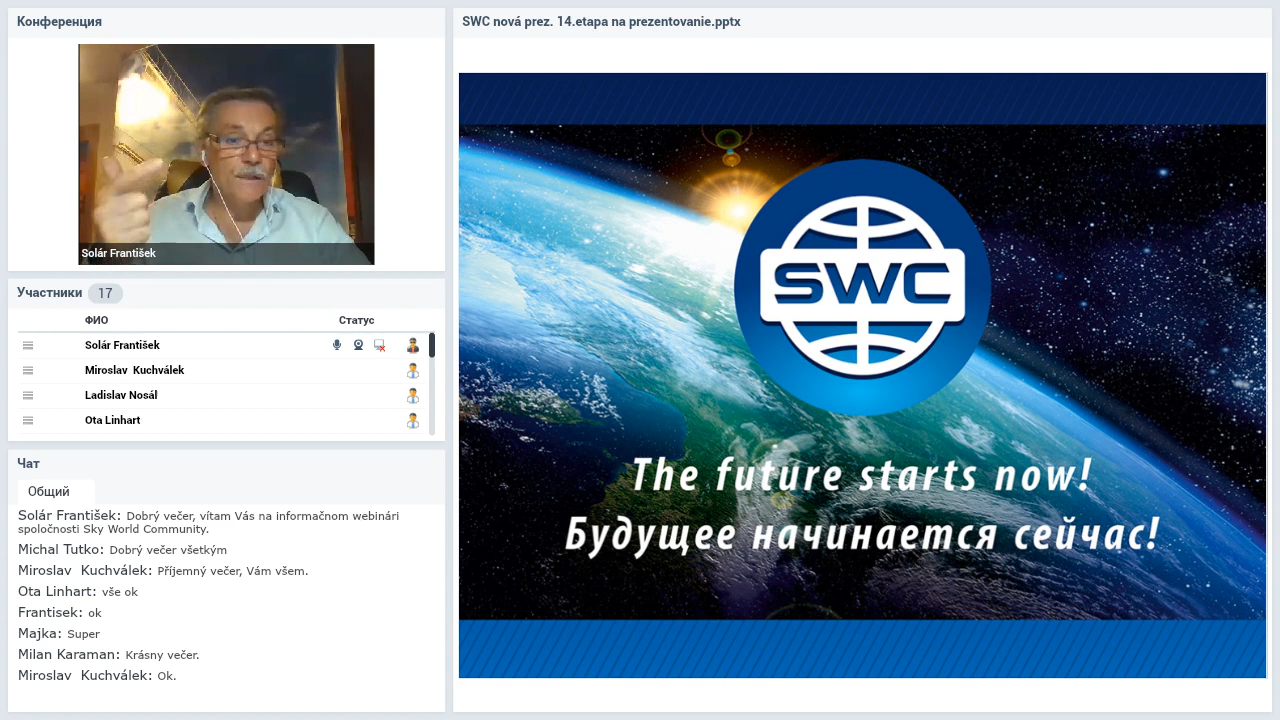 Конференция
Solár František
Участники 17
ФИО Статус
Solár František
Miroslav Kuchválek
Ladislav Nosál
Ota Linhart
Чат
Общий
Solár František: Dobrý večer, vítam Vás na informačnom webinári
spoločnosti Sky World Community.
Michal Tutko: Dobrý večer všetkým
Miroslav Kuchválek: Příjemný večer, Vám všem.
Ota Linhart: vše ok
Frantisek: ok
Majka: Super
Milan Karaman: Krásny večer.
Miroslav Kuchválek: Ok.
SWC nová prez. 14.etapa na prezentovanie.pptx
SWC
The future starts now!
Будущее начинается сейчас!